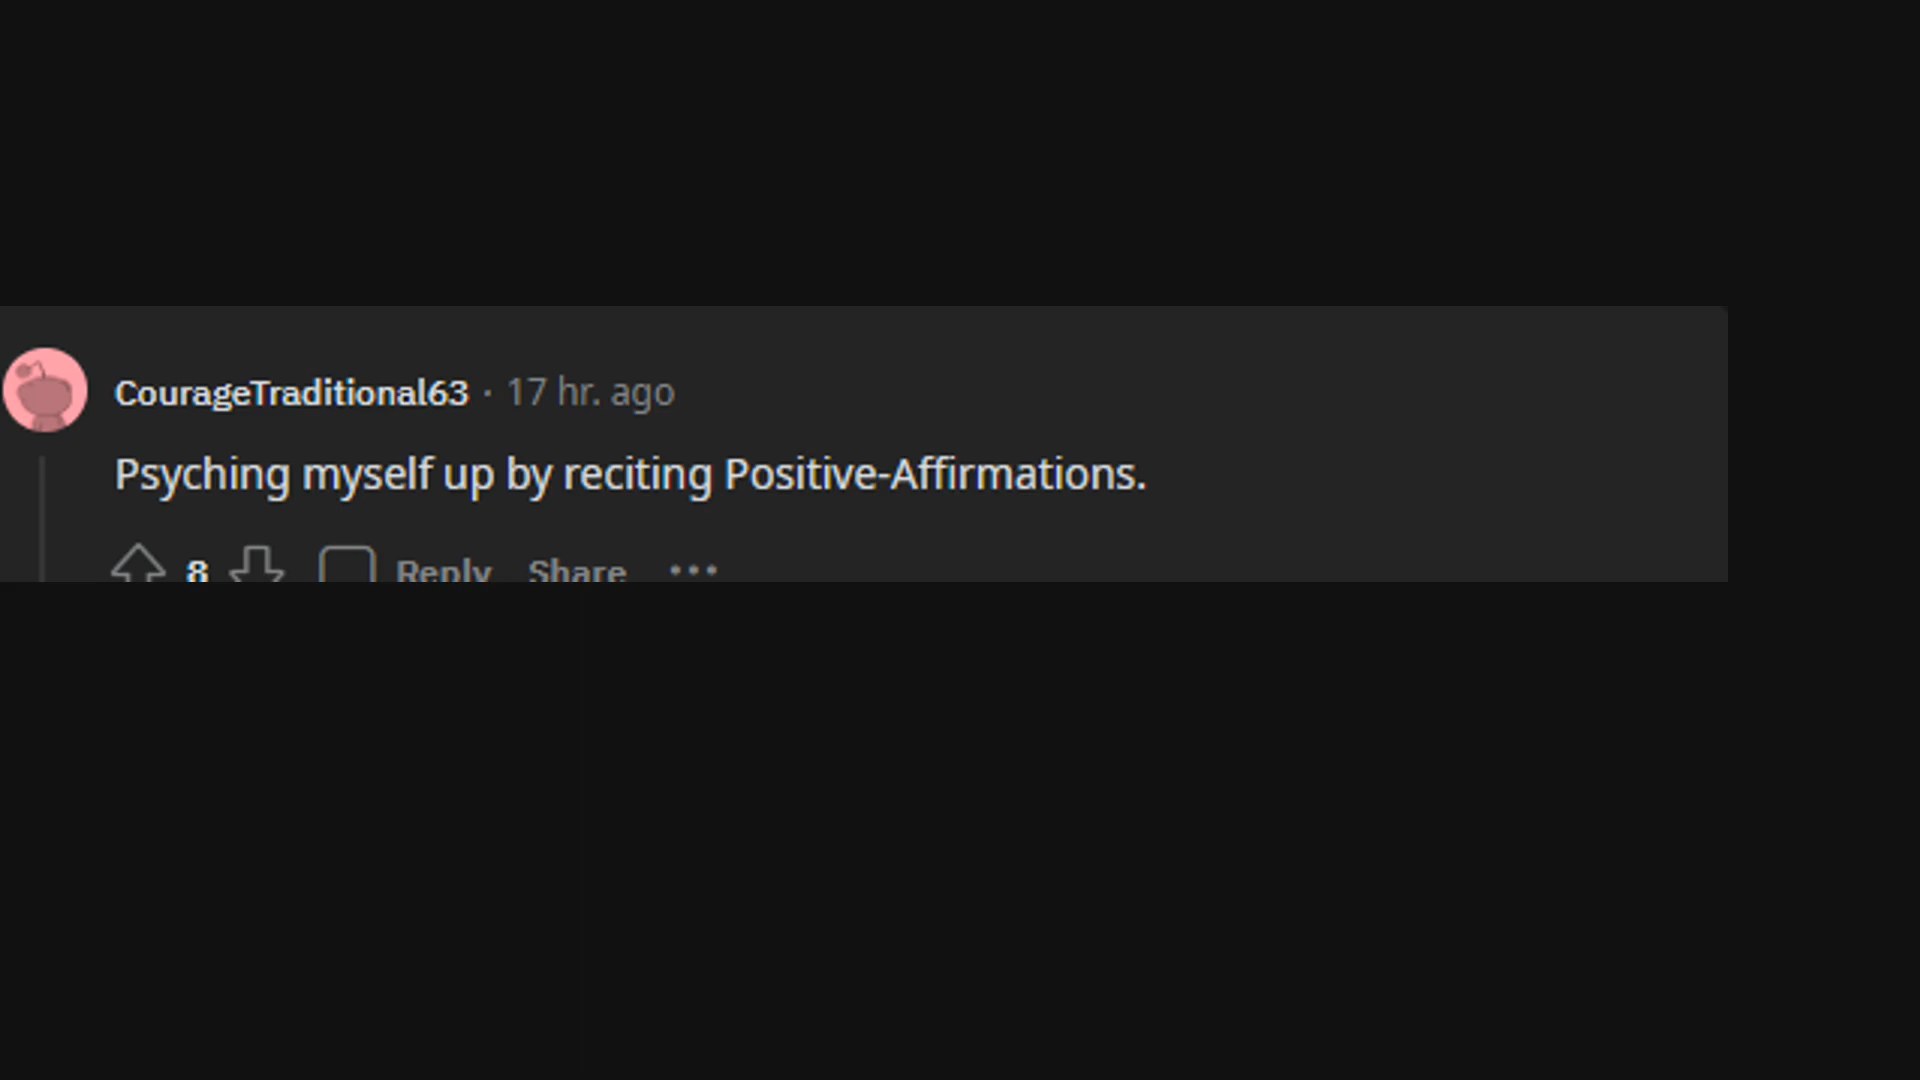 CourageTraditional63 · 17 hr. ago
Psyching myself up by reciting Positive-Affirmations.
8 Reply Share ···